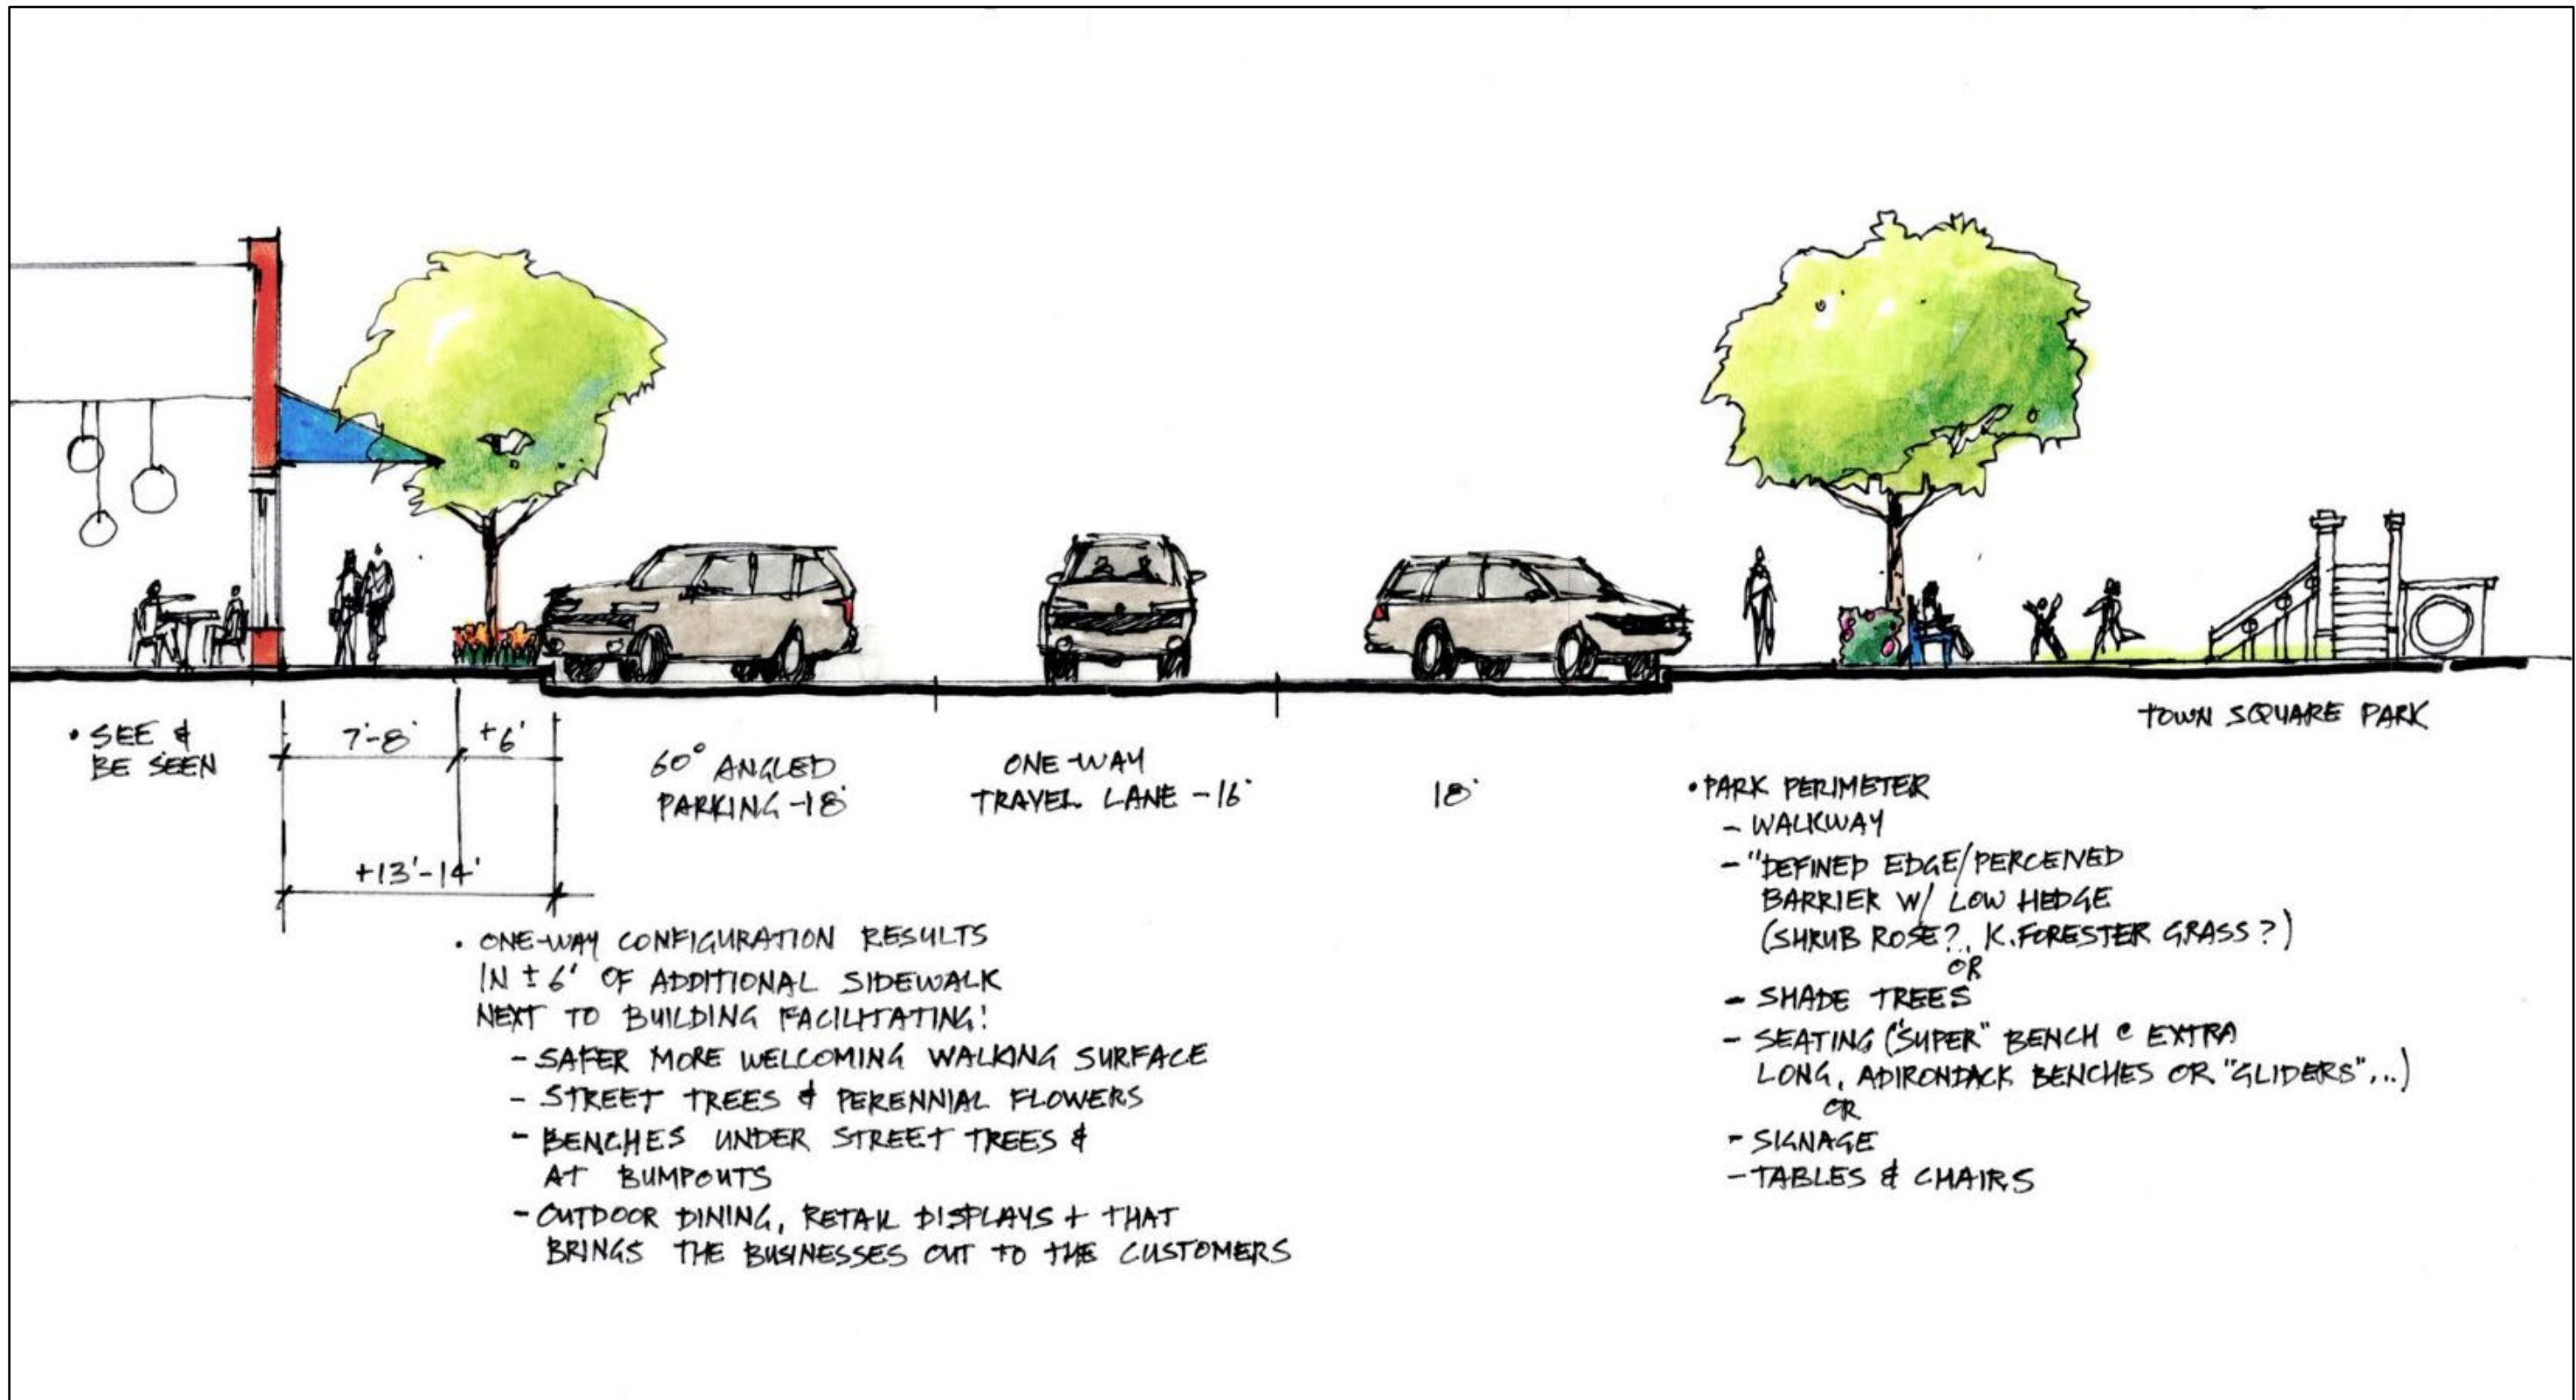 • SEE &
BE SEEN
7'-8'
+6'
+13'-14'
60° ANGLED
PARKING -18'
ONE-WAY
TRAVEL LANE -16'
18'
TOWN SQUARE PARK
• ONE-WAY CONFIGURATION RESULTS
IN ± 6' OF ADDITIONAL SIDEWALK
NEXT TO BUILDING FACILITATING:
- SAFER MORE WELCOMING WALKING SURFACE
- STREET TREES & PERENNIAL FLOWERS
- BENCHES UNDER STREET TREES &
AT BUMPOUTS
- OUTDOOR DINING, RETAIL DISPLAYS + THAT
BRINGS THE BUSINESSES OUT TO THE CUSTOMERS
• PARK PERIMETER
- WALKWAY
- "DEFINED EDGE/PERCEIVED
BARRIER W/ LOW HEDGE
(SHRUB ROSE?, K.FORESTER GRASS?)
OR
- SHADE TREES
- SEATING ("SUPER" BENCH @ EXTRA
LONG, ADIRONDACK BENCHES OR "GLIDERS"...)
OR
- SIGNAGE
- TABLES & CHAIRS